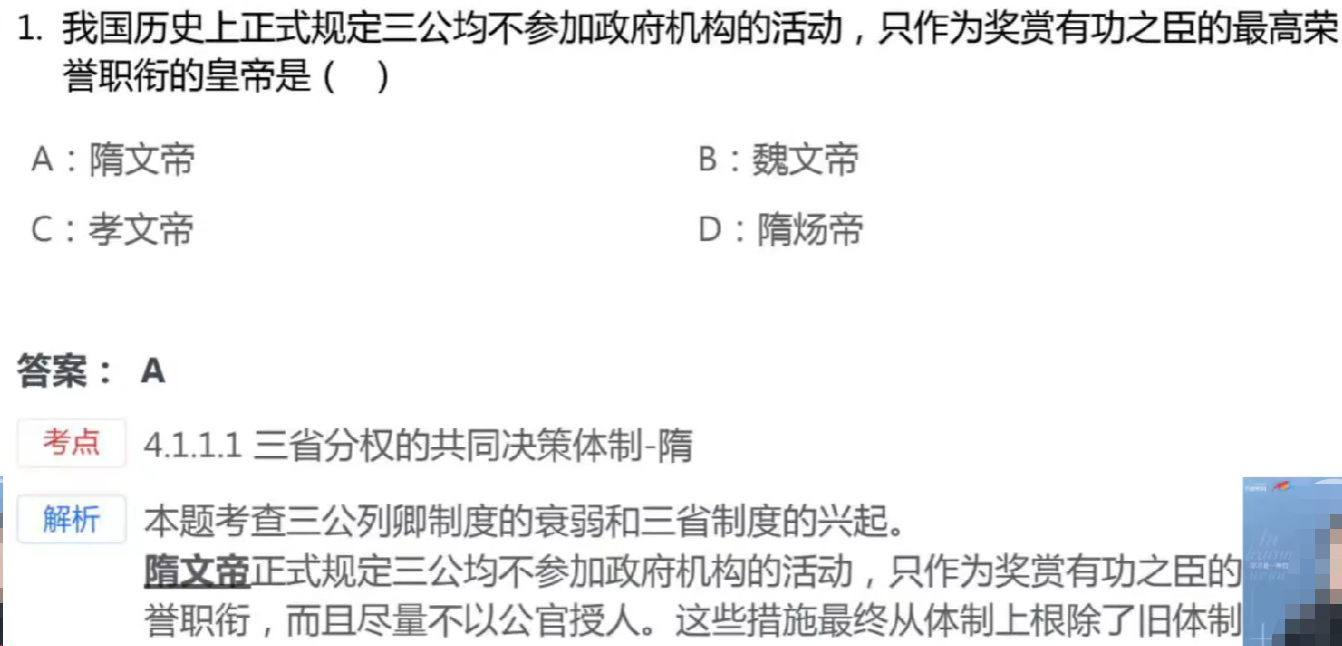 1. 我国历史上正式规定三公均不参加政府机构的活动，只作为奖赏有功之臣的最高荣
誉职衔的皇帝是（ ）
A：隋文帝
B：魏文帝
C：孝文帝
D：隋炀帝
答案： A
考点 4.1.1.1 三省分权的共同决策体制-隋
解析 本题考查三公列卿制度的衰弱和三省制度的兴起。
隋文帝正式规定三公均不参加政府机构的活动，只作为奖赏有功之臣的
誉职衔，而且尽量不以公官授人。这些措施最终从体制上根除了旧体制